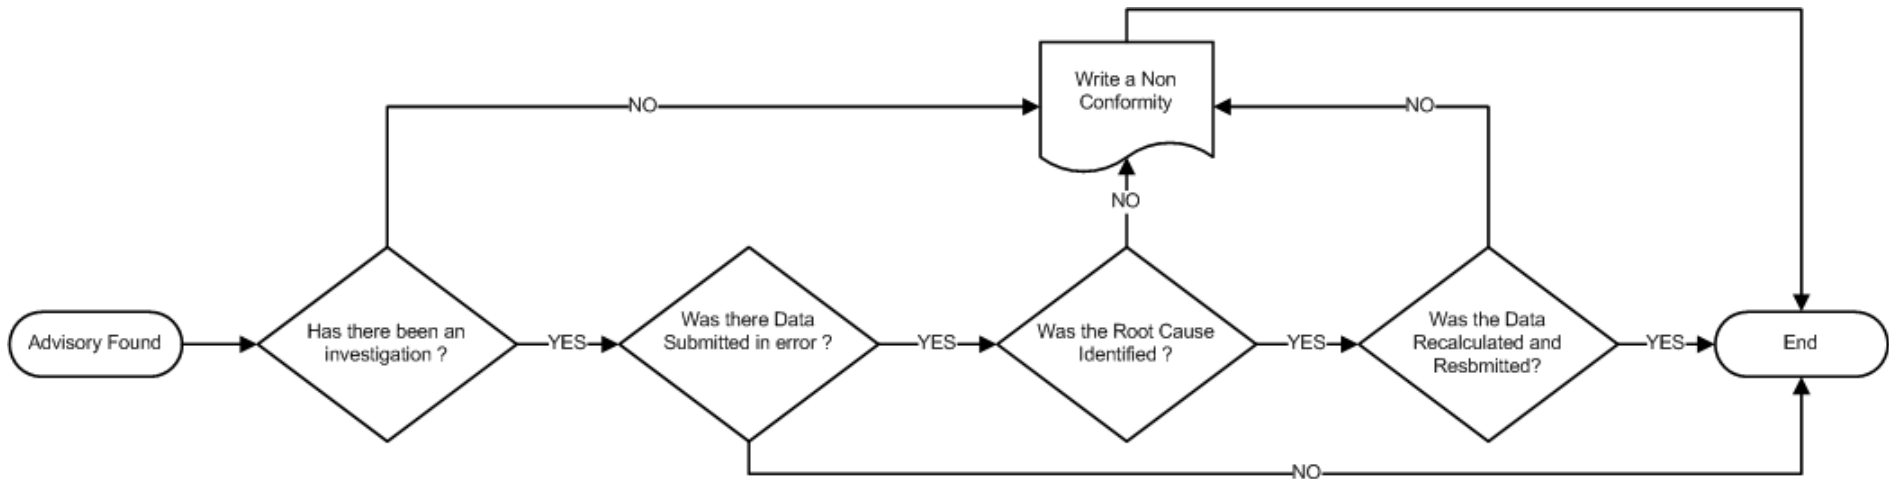 Write a Non
Conformity
NO
NO
NO
Advisory Found
Has there been an
investigation ?
YES
Was there Data
Submitted in error ?
YES
Was the Root Cause
Identified ?
YES
Was the Data
Recalculated and
Resbmitted?
YES
End
NO